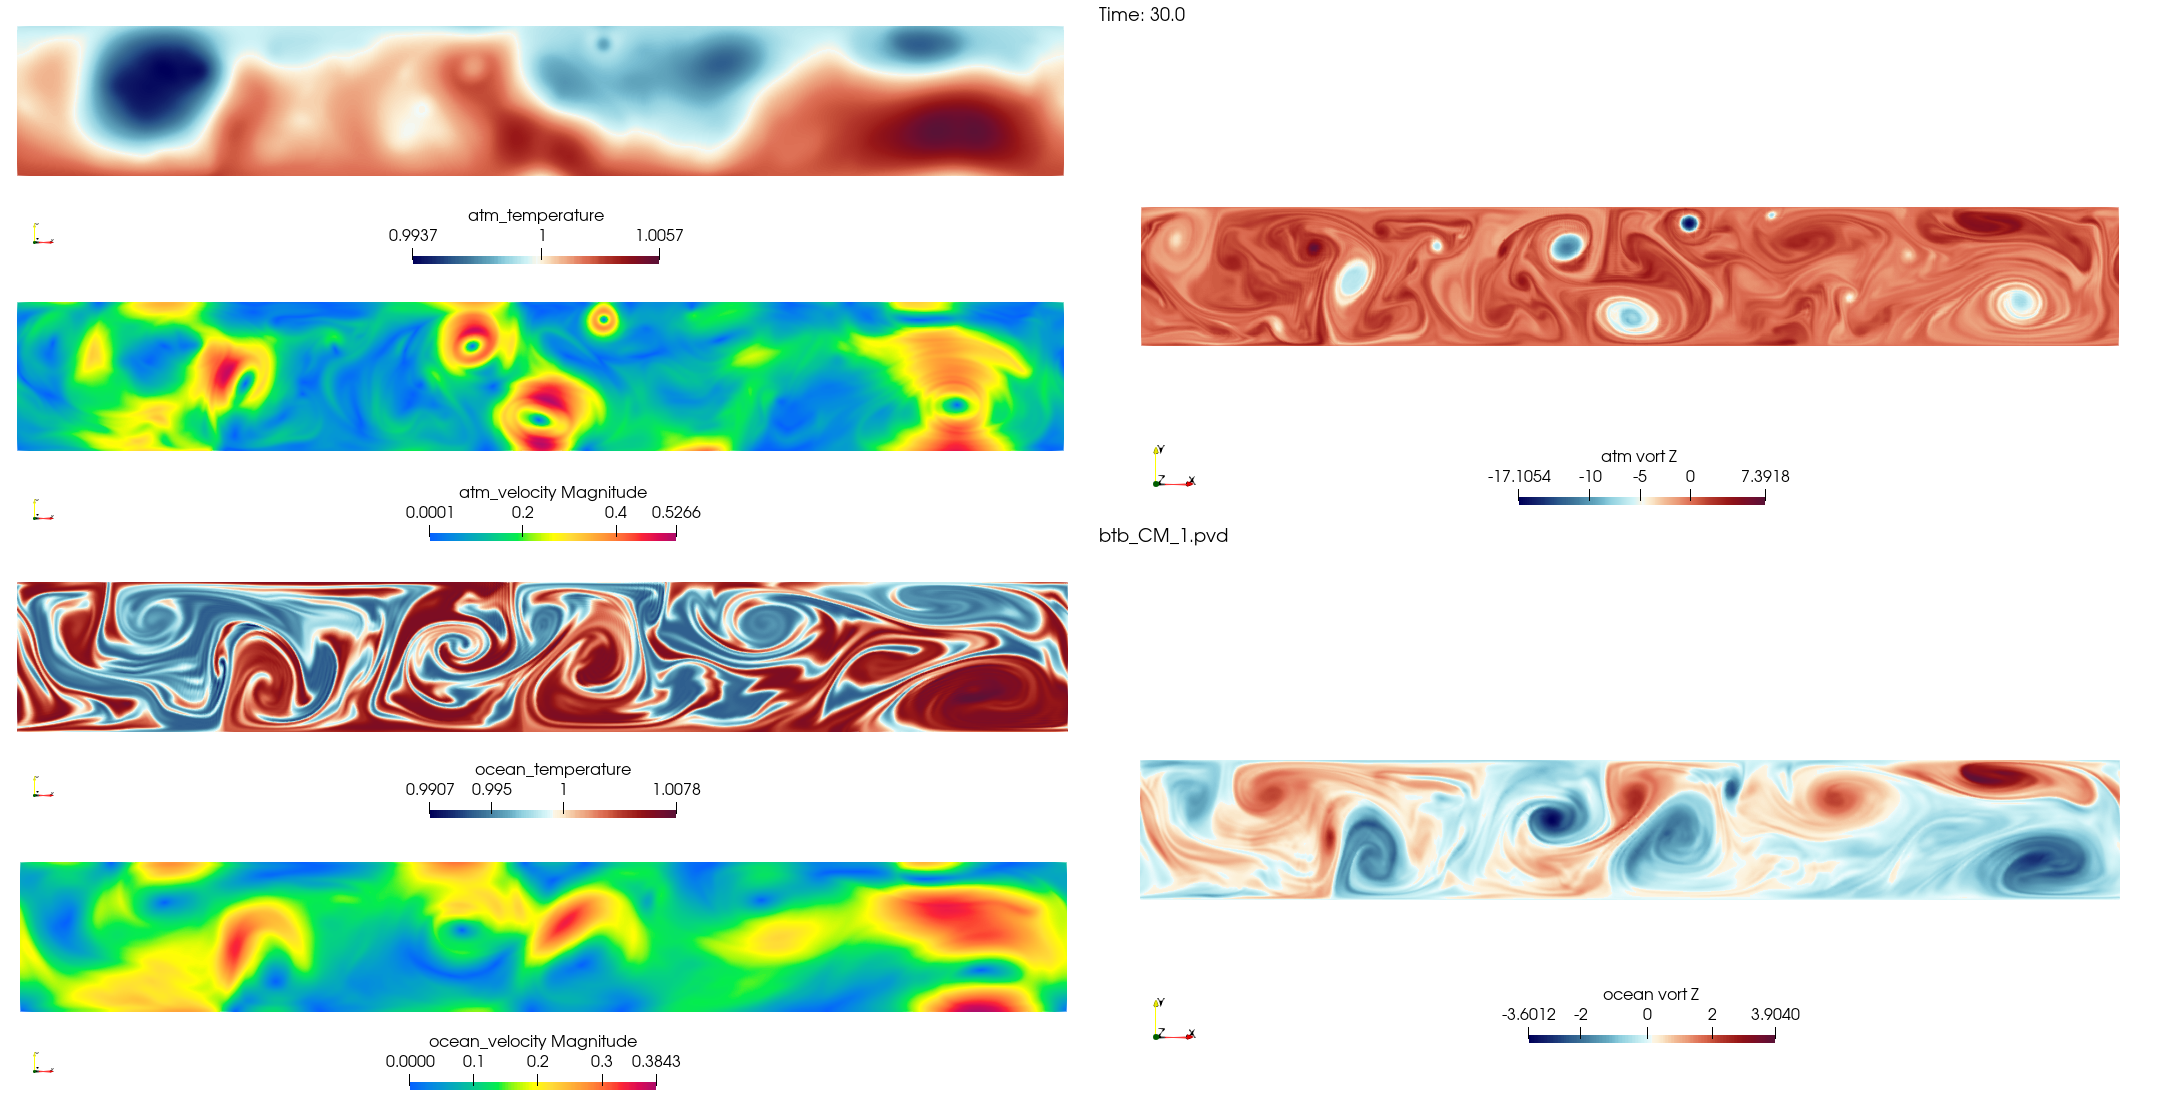 Time: 30.0
atm_temperature
0.9937 1 1.0057
atm_velocity Magnitude
0.0001 0.2 0.4 0.5266
ocean_temperature
0.9907 0.995 1 1.0078
ocean_velocity Magnitude
0.0000 0.1 0.2 0.3 0.3843
Y
Z X
atm vort Z
-17.1054 -10 -5 0 7.3918
btb_CM_1.pvd
Y
Z X
ocean vort Z
-3.6012 -2 0 2 3.9040